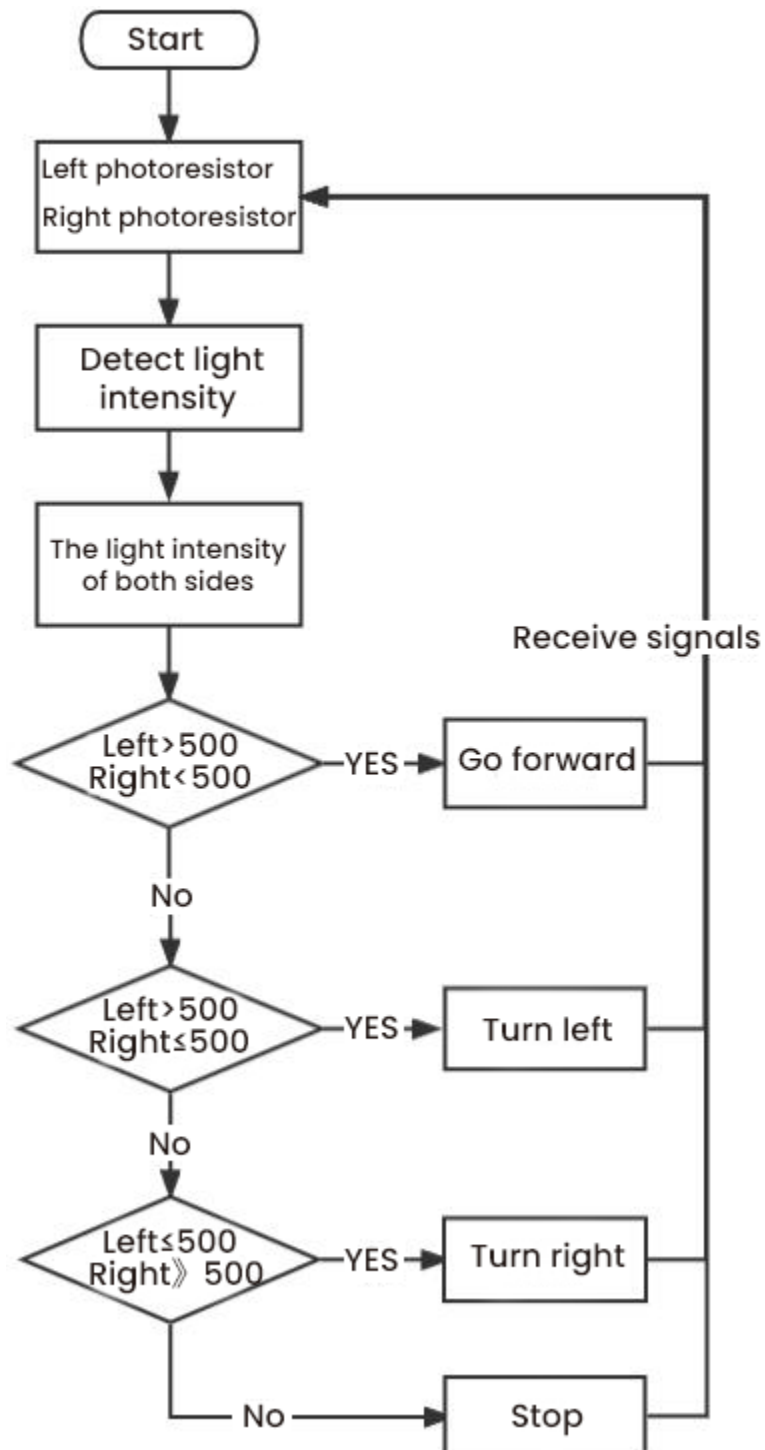 Start
Left photoresistor
Right photoresistor
Detect light
intensity
The light intensity
of both sides
Receive signals
Left>500
Right<500
YES
Go forward
No
Left>500
Right≤500
YES
Turn left
No
Left≤500
Right》 500
YES
Turn right
No
Stop